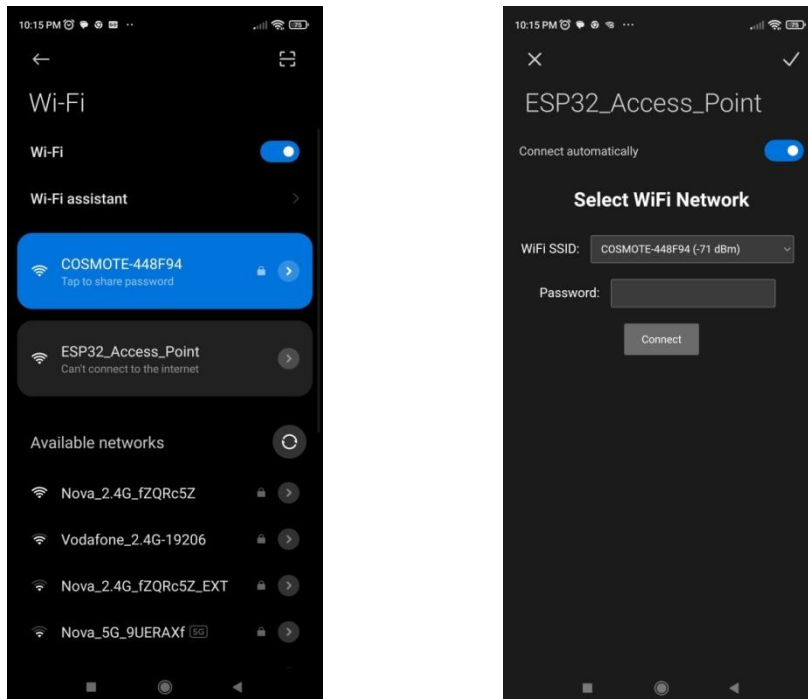 10:15 PM
75
Wi-Fi
Wi-Fi
Wi-Fi assistant
COSMOTE-448F94
Tap to share password
ESP32_Access_Point
Can't connect to the internet
Available networks
Nova_2.4G_fZQRc5Z
Vodafone_2.4G-19206
Nova_2.4G_fZQRc5Z_EXT
Nova_5G_9UERAXf 5G
10:15 PM
75
ESP32_Access_Point
Connect automatically
Select WiFi Network
WiFi SSID: COSMOTE-448F94 (-71 dBm)
Password:
Connect